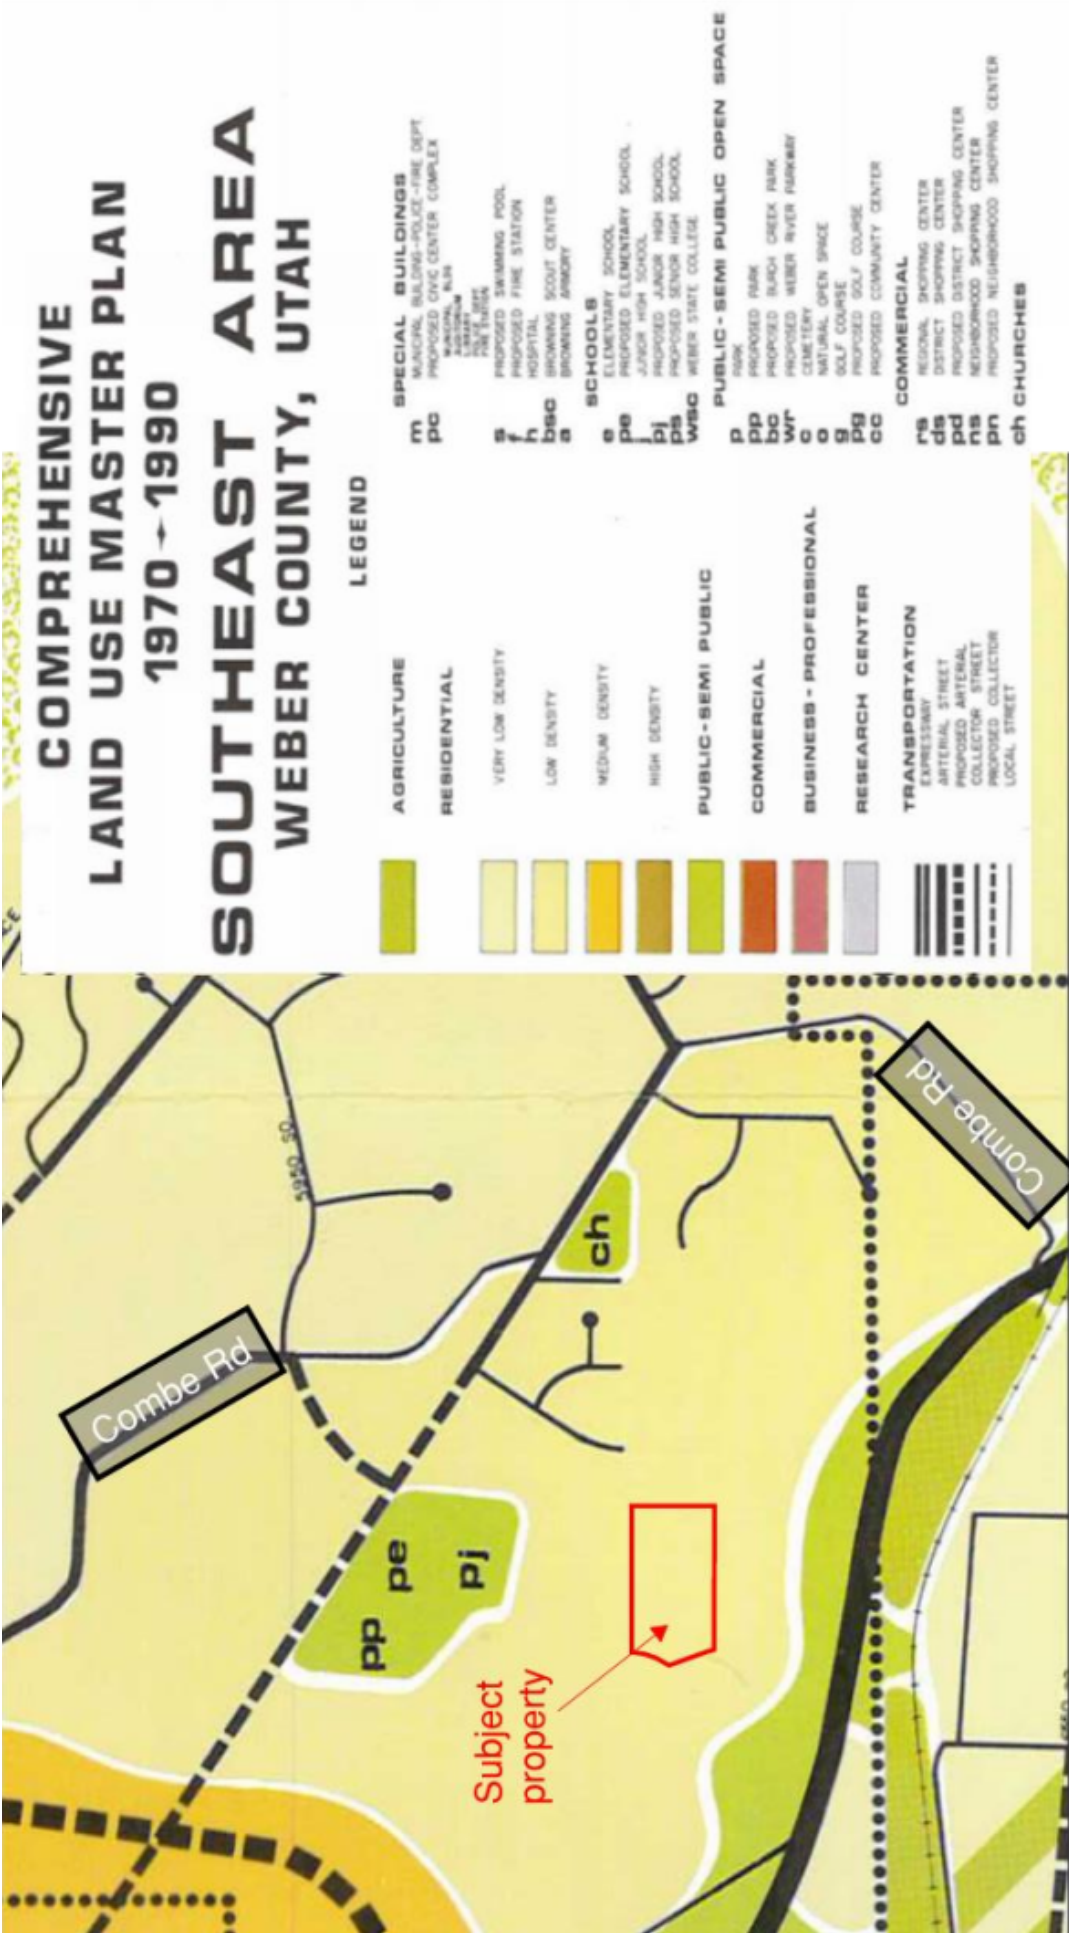 COMPREHENSIVE
LAND USE MASTER PLAN
1970-1990
SOUTHEAST AREA
WEBER COUNTY, UTAH
LEGEND
AGRICULTURE
RESIDENTIAL
VERY LOW DENSITY
LOW DENSITY
MEDIUM DENSITY
HIGH DENSITY
PUBLIC-SEMI PUBLIC
COMMERCIAL
BUSINESS-PROFESSIONAL
RESEARCH CENTER
TRANSPORTATION
EXPRESSWAY
ARTERIAL STREET
PROPOSED ARTERIAL
COLLECTOR STREET
PROPOSED COLLECTOR
LOCAL STREET
SPECIAL BUILDINGS
m MUNICIPAL BUILDING-POLICE-FIRE DEPT.
pc PROPOSED CIVIC CENTER COMPLEX
MUNICIPAL BLDG
AUDITORIUM
LIBRARY
POLICE DEPT
FIRE STATION
s PROPOSED SWIMMING POOL
f PROPOSED FIRE STATION
h HOSPITAL
bsc BROWNING SCOUT CENTER
a BROWNING ARMORY
SCHOOLS
e ELEMENTARY SCHOOL
pe PROPOSED ELEMENTARY SCHOOL
j JUNIOR HIGH SCHOOL
pj PROPOSED JUNIOR HIGH SCHOOL
ps PROPOSED SENIOR HIGH SCHOOL
wsc WEBER STATE COLLEGE
PUBLIC-SEMI PUBLIC OPEN SPACE
p PARK
pp PROPOSED PARK
bc PROPOSED BURCH CREEK PARK
wr PROPOSED WEBER RIVER PARKWAY
c CEMETERY
o NATURAL OPEN SPACE
g GOLF COURSE
pg PROPOSED GOLF COURSE
cc PROPOSED COMMUNITY CENTER
COMMERCIAL
rs REGIONAL SHOPPING CENTER
ds DISTRICT SHOPPING CENTER
pd PROPOSED DISTRICT SHOPPING CENTER
ns NEIGHBORHOOD SHOPPING CENTER
pn PROPOSED NEIGHBORHOOD SHOPPING CENTER
ch CHURCHES
Combe Rd
5950 SO.
Combe Rd
ch
pp pe
pj
Subject
property